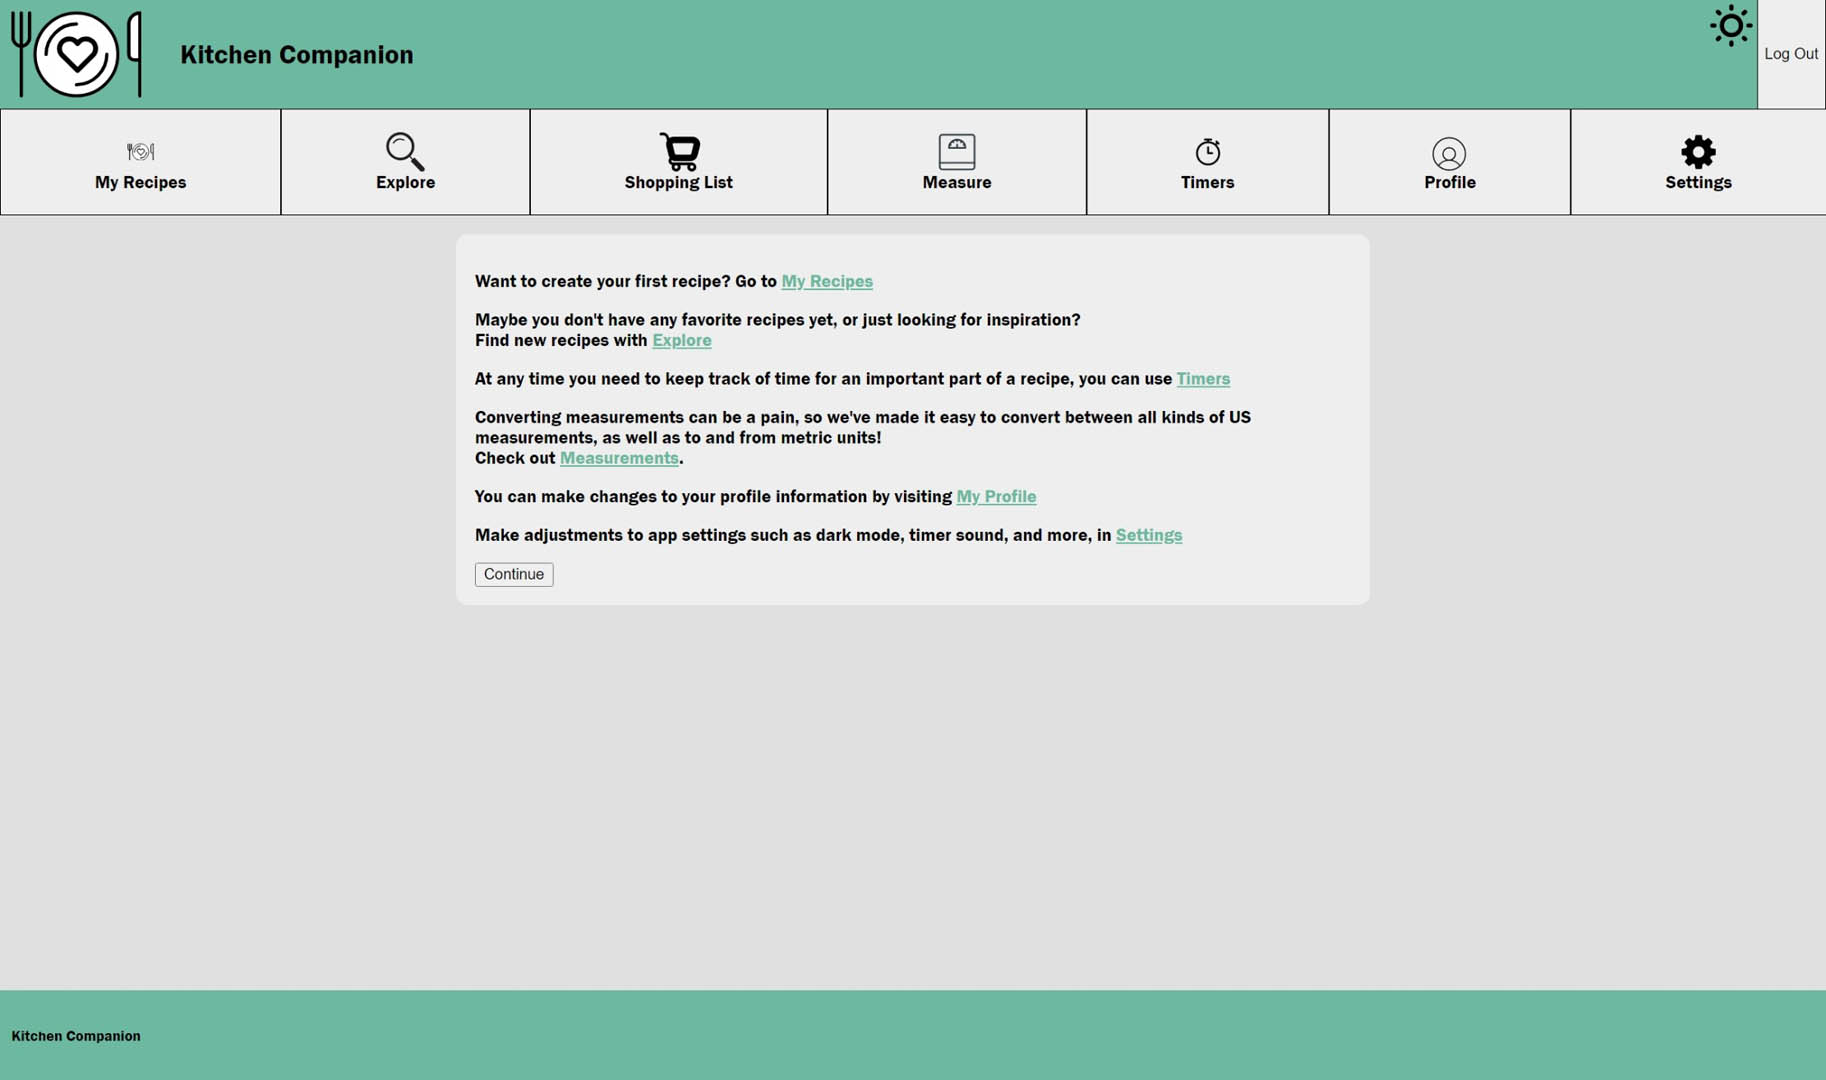 Kitchen Companion
Log Out
My Recipes
Explore
Shopping List
Measure
Timers
Profile
Settings
Want to create your first recipe? Go to My Recipes
Maybe you don't have any favorite recipes yet, or just looking for inspiration?
Find new recipes with Explore
At any time you need to keep track of time for an important part of a recipe, you can use Timers
Converting measurements can be a pain, so we've made it easy to convert between all kinds of US
measurements, as well as to and from metric units!
Check out Measurements.
You can make changes to your profile information by visiting My Profile
Make adjustments to app settings such as dark mode, timer sound, and more, in Settings
Continue
Kitchen Companion